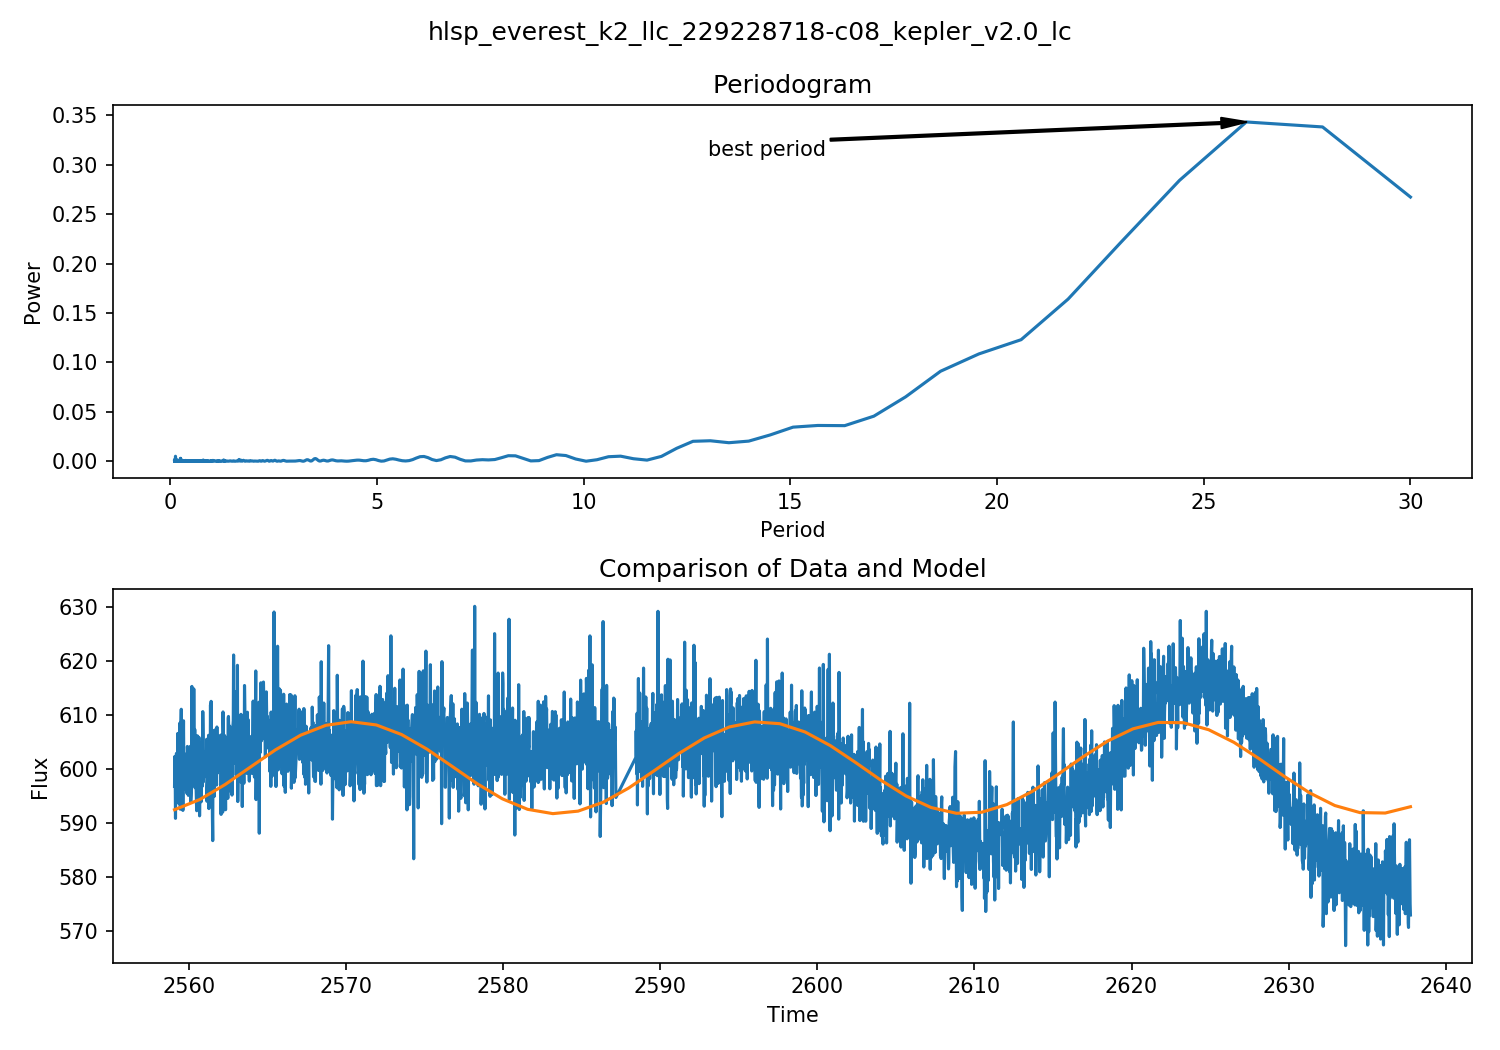 hlsp_everest_k2_llc_229228718-c08_kepler_v2.0_lc
Periodogram
0.35
0.30
0.25
0.20
0.15
0.10
0.05
0.00
Power
best period
0 5 10 15 20 25 30
Period
Comparison of Data and Model
630
620
610
600
590
580
570
Flux
2560 2570 2580 2590 2600 2610 2620 2630 2640
Time